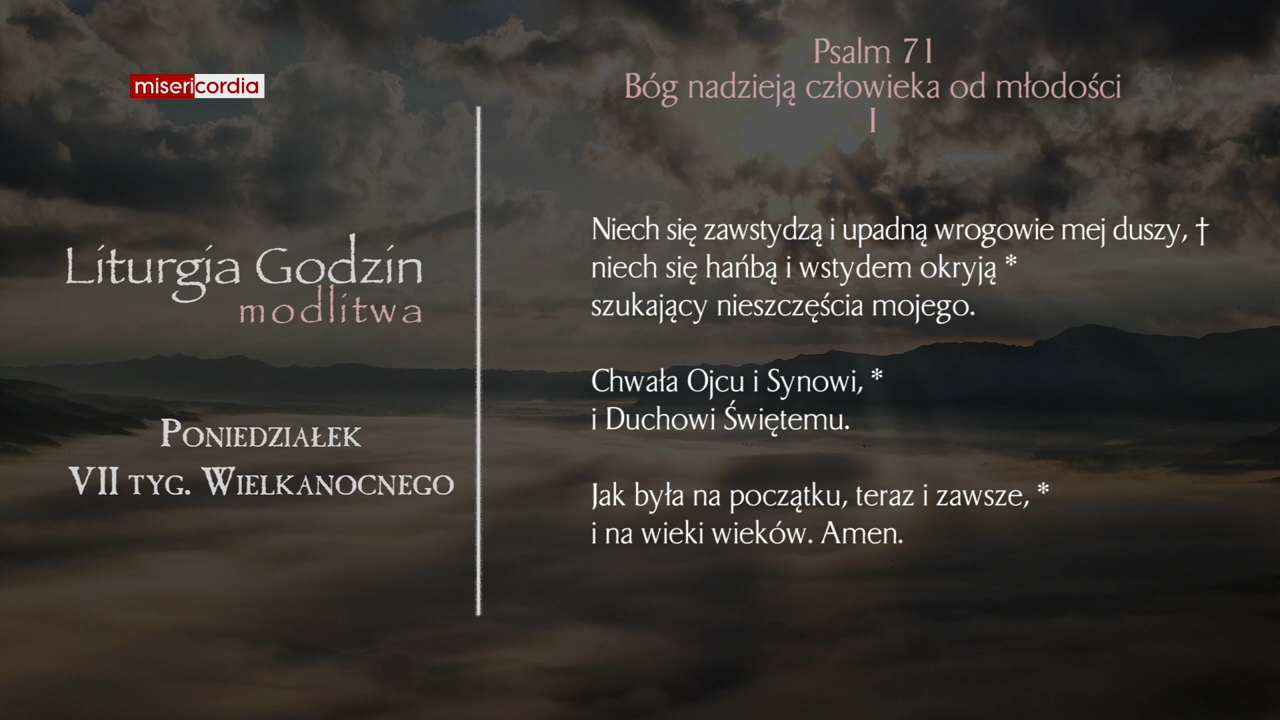 misericordia
Liturgia Godzin
modlitwa
Poniedziałek
VII tyg. Wielkanocnego
Psalm 71
Bóg nadzieją człowieka od młodości
I
Niech się zawstydzą i upadną wrogowie mej duszy, †
niech się hańbą i wstydem okryją *
szukający nieszczęścia mojego.
Chwała Ojcu i Synowi, *
i Duchowi Świętemu.
Jak była na początku, teraz i zawsze, *
i na wieki wieków. Amen.